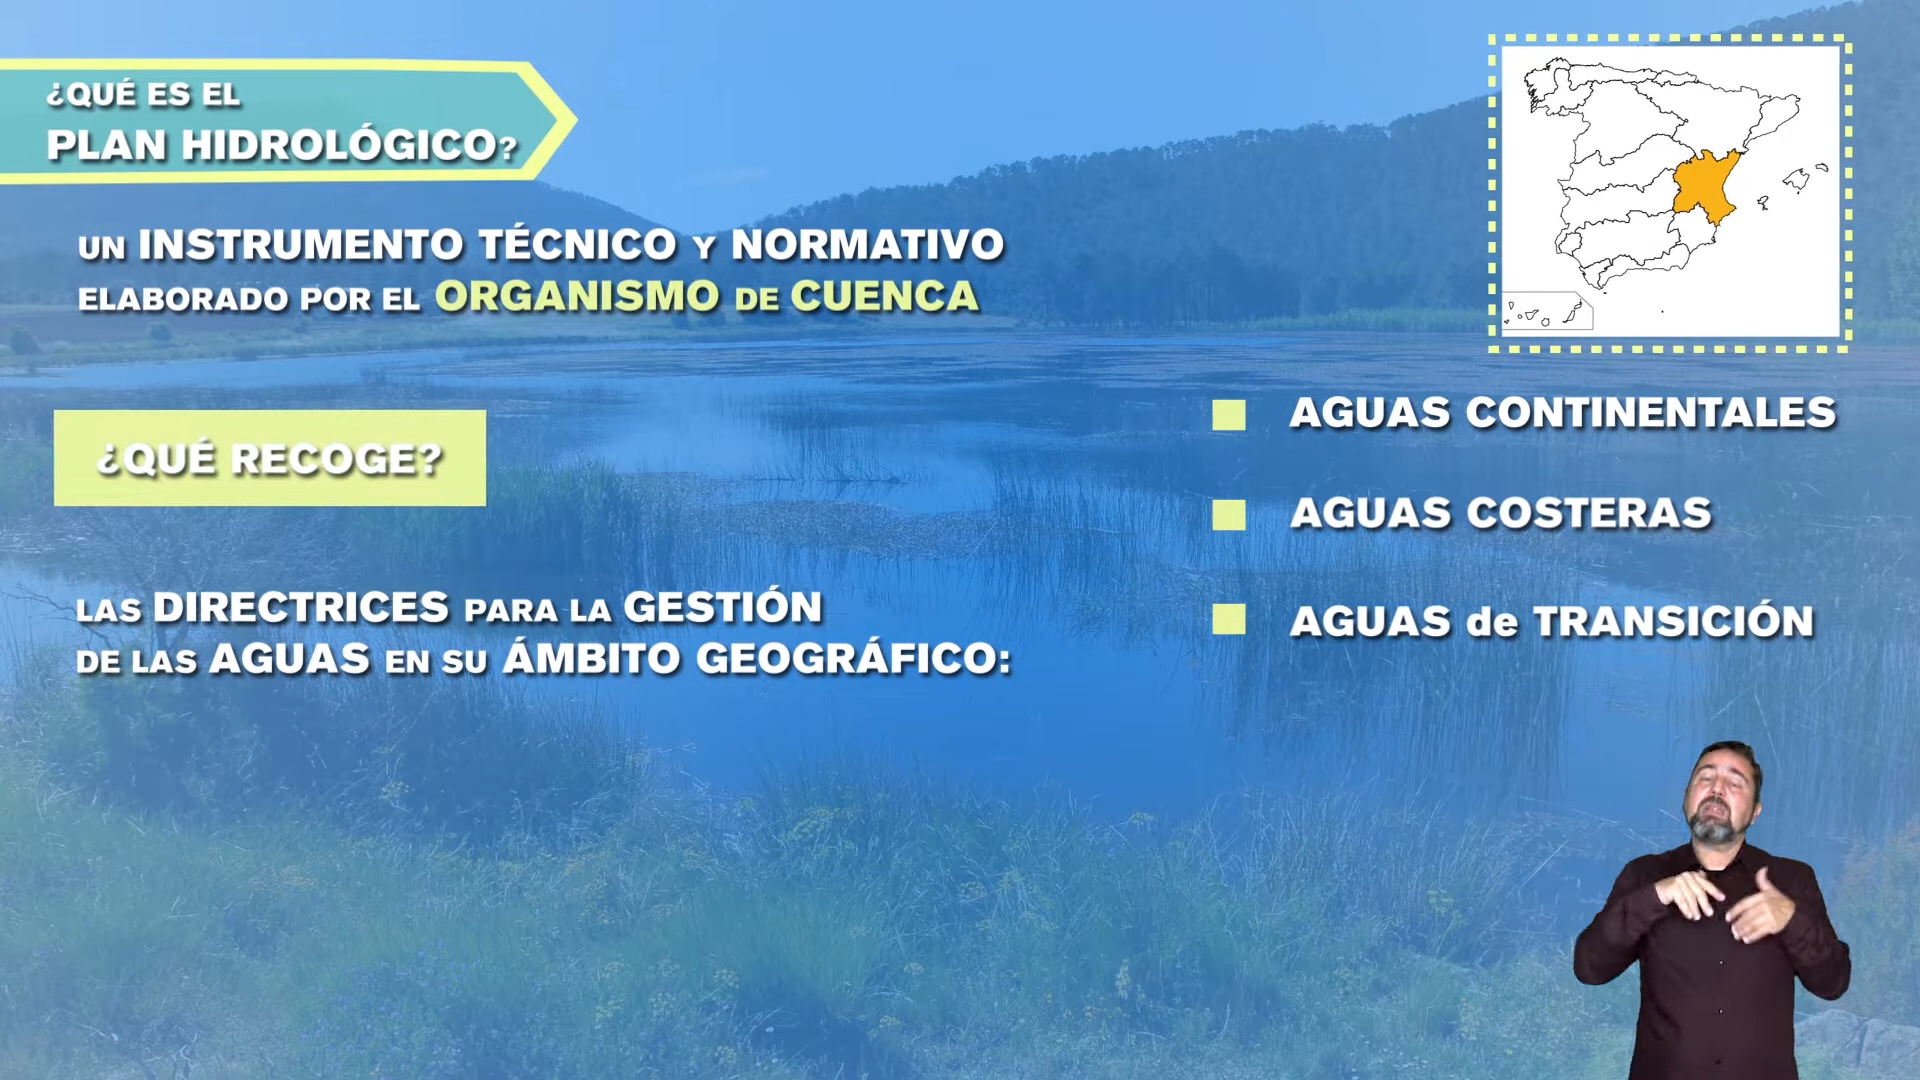 ¿QUÉ ES EL
PLAN HIDROLÓGICO?
UN INSTRUMENTO TÉCNICO Y NORMATIVO
ELABORADO POR EL ORGANISMO DE CUENCA
¿QUÉ RECOGE?
LAS DIRECTRICES PARA LA GESTIÓN
DE LAS AGUAS EN SU ÁMBITO GEOGRÁFICO:
AGUAS CONTINENTALES
AGUAS COSTERAS
AGUAS de TRANSICIÓN